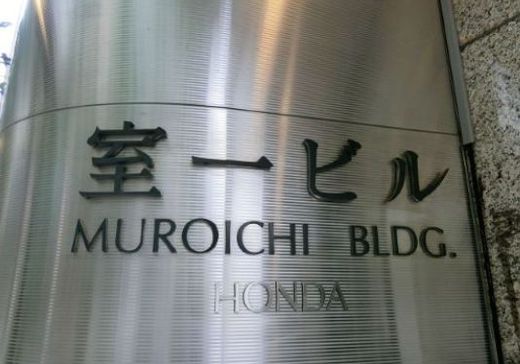 室一ビル
MUROICHI BLDG.
HONDA